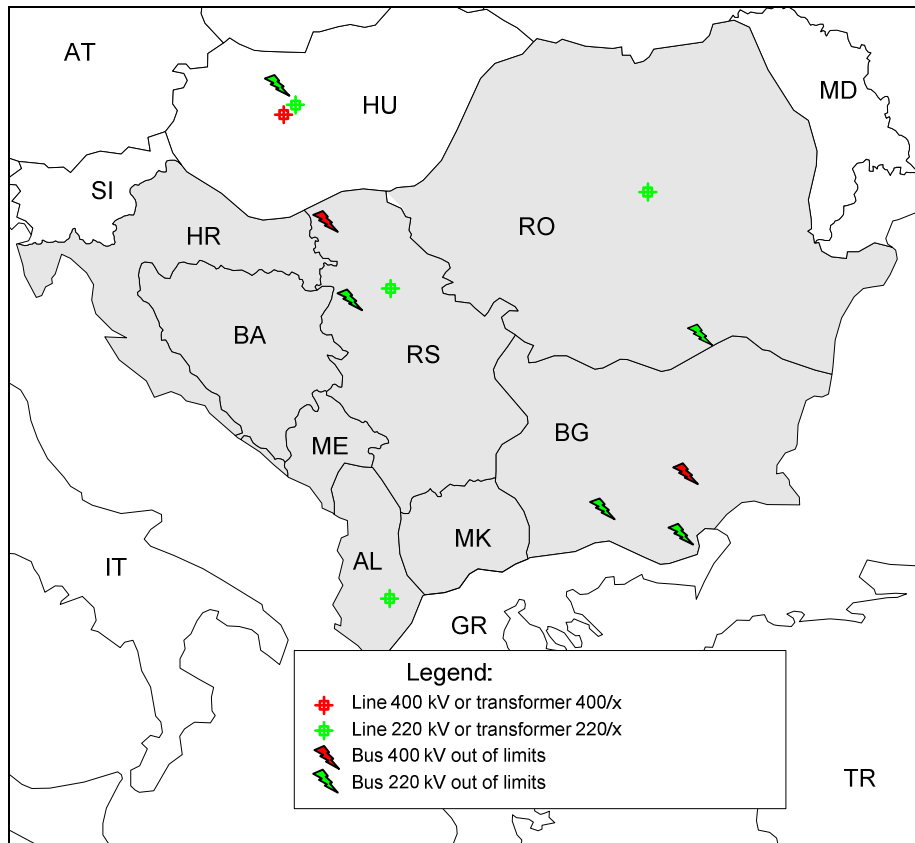 AT
MD
HU
SI
RO
HR
BA
RS
BG
ME
MK
AL
IT
GR
Legend:
Line 400 kV or transformer 400/x
Line 220 kV or transformer 220/x
Bus 400 kV out of limits
Bus 220 kV out of limits
TR